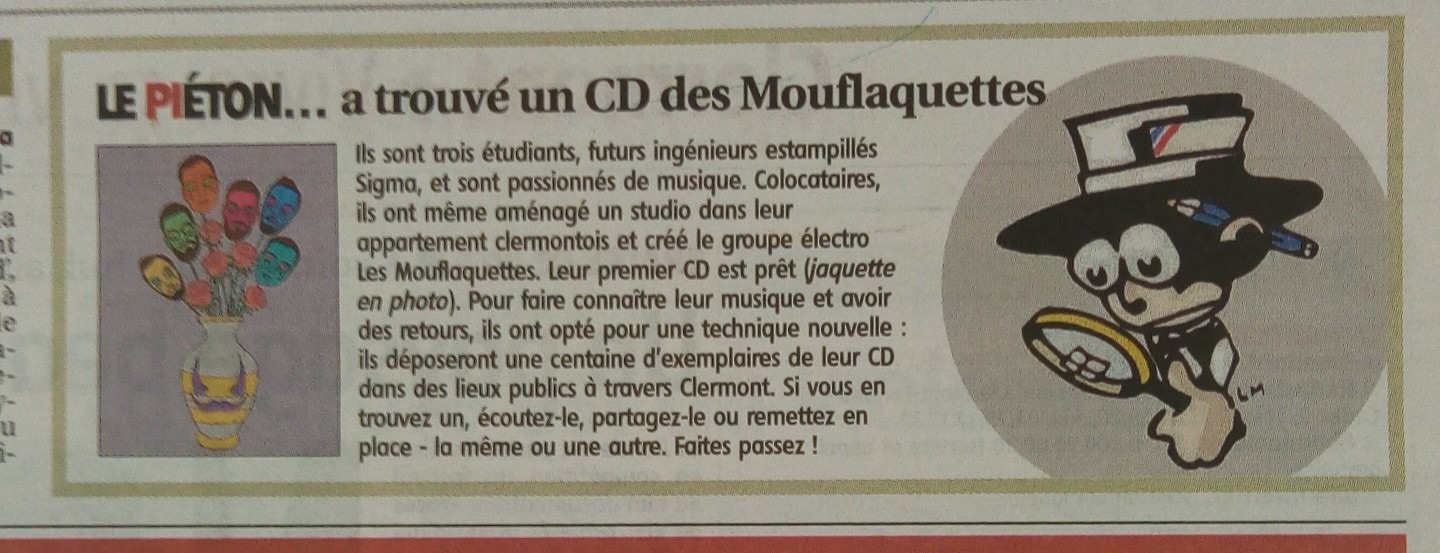 LE PIÉTON... a trouvé un CD des Mouflaquettes
Ils sont trois étudiants, futurs ingénieurs estampillés
Sigma, et sont passionnés de musique. Colocataires,
ils ont même aménagé un studio dans leur
appartement clermontois et créé le groupe électro
Les Mouflaquettes. Leur premier CD est prêt (jaquette
en photo). Pour faire connaître leur musique et avoir
des retours, ils ont opté pour une technique nouvelle :
ils déposeront une centaine d'exemplaires de leur CD
dans des lieux publics à travers Clermont. Si vous en
trouvez un, écoutez-le, partagez-le ou remettez en
place - la même ou une autre. Faites passez !
LM